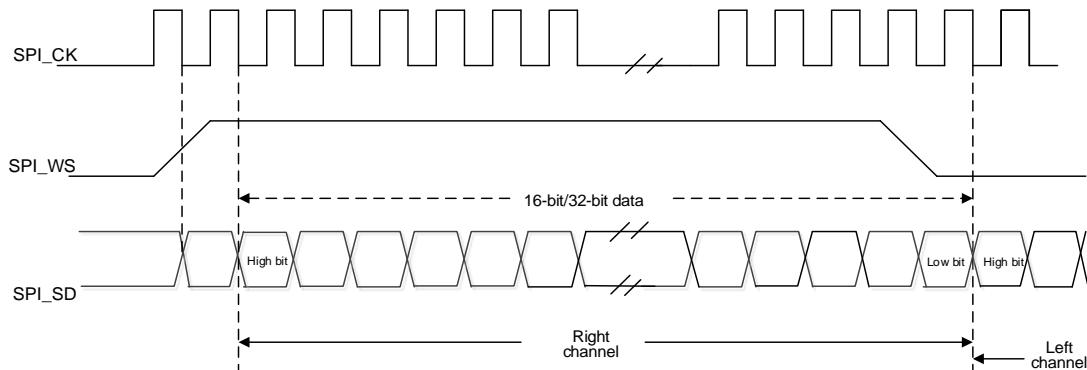 SPI_CK
SPI_WS
16-bit/32-bit data
High bit
Low bit
High bit
SPI_SD
Right
channel
Left
channel